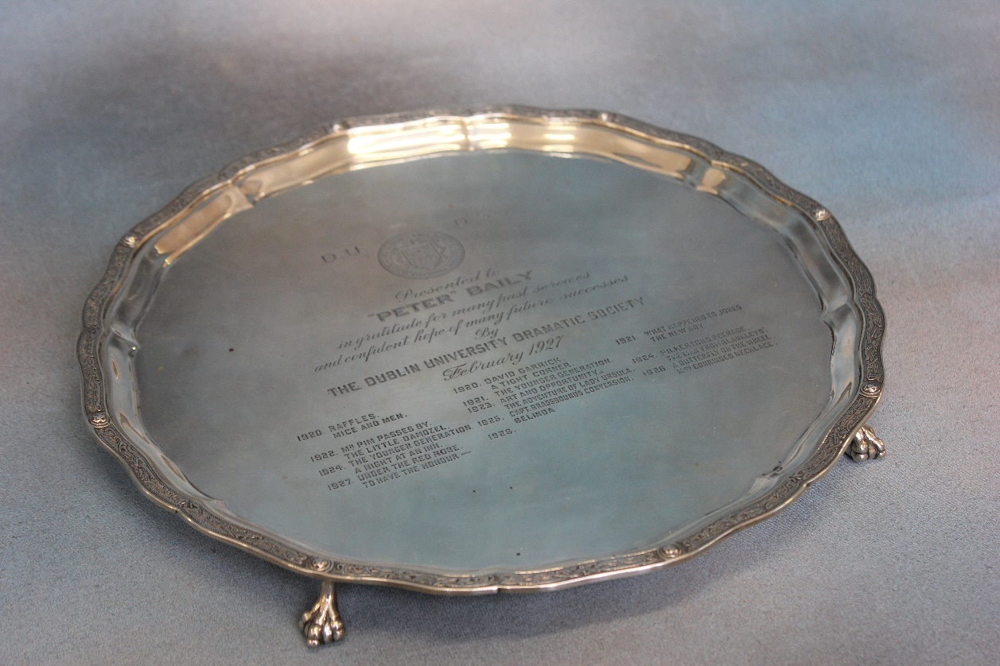 D U
D
Presented to
"PETER" BAILY
in gratitude for many past services
and confident hope of many future successes
By
THE DUBLIN UNIVERSITY DRAMATIC SOCIETY
February 1927
1920. RAFFLES.
MICE AND MEN.
1922. MR PIM PASSES BY.
THE LITTLE DAMOZEL.
THE YOUNGER GENERATION
1924. A NIGHT AT AN INN.
1927. UNDER THE RED ROBE.
TO HAVE THE HONOUR —
1920. DAVID GARRICK.
A TIGHT CORNER.
1921. THE YOUNGER GENERATION.
1923. ART AND OPPORTUNITY.
THE ADVENTURE OF LADY URSULA.
1925. CAPT. BRASSBOUNDS CONVERSION.
1926. BELINDA
1921. WHAT HAPPENED TO JONES
THE NEW BOY
1924. PILKERTONS PEERAGE.
THE MAN FROM BLANKLEYS'.
1926. A BUTTERFLY ON THE WHEEL
NECKLACE.